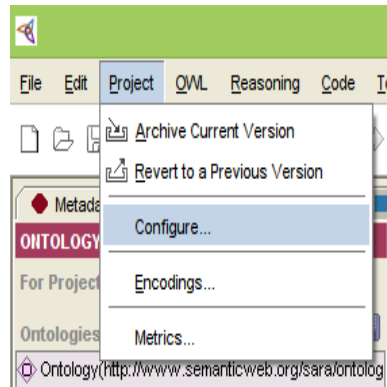 File Edit Project OWL Reasoning Code
Archive Current Version
Revert to a Previous Version
Metada
Configure...
ONTOLOGY
For Project
Encodings...
Ontologies
Metrics...
Ontology(http://www.semanticweb.org/sara/ontolog